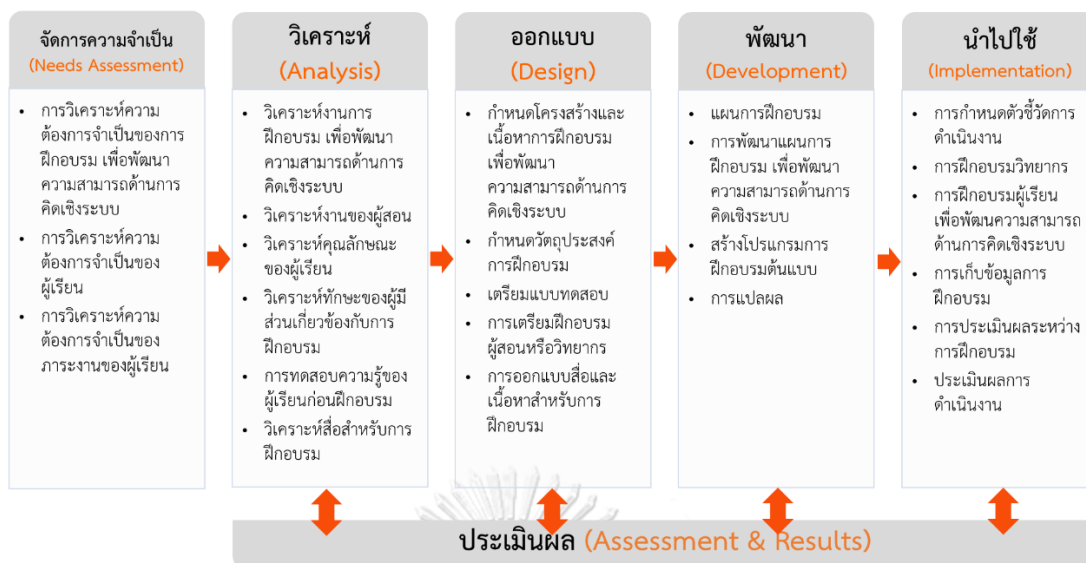 จัดการความจำเป็น
(Needs Assessment)
• การวิเคราะห์ความ
ต้องการจำเป็นของการ
ฝึกอบรม เพื่อพัฒนา
ความสามารถด้านการ
คิดเชิงระบบ
• การวิเคราะห์ความ
ต้องการจำเป็นของ
ผู้เรียน
• การวิเคราะห์ความ
ต้องการจำเป็นของ
ภาระงานของผู้เรียน
วิเคราะห์
(Analysis)
• วิเคราะห์งานการ
ฝึกอบรม เพื่อพัฒนา
ความสามารถด้านการ
คิดเชิงระบบ
• วิเคราะห์งานของผู้สอน
• วิเคราะห์คุณลักษณะ
ของผู้เรียน
• วิเคราะห์ทักษะของผู้มี
ส่วนเกี่ยวข้องกับการ
ฝึกอบรม
• การทดสอบความรู้ของ
ผู้เรียนก่อนฝึกอบรม
• วิเคราะห์สื่อสำหรับการ
ฝึกอบรม
ออกแบบ
(Design)
• กำหนดโครงสร้างและ
เนื้อหาการฝึกอบรม
เพื่อพัฒนา
ความสามารถด้านการ
คิดเชิงระบบ
• กำหนดวัตถุประสงค์
การฝึกอบรม
• เตรียมแบบทดสอบ
• การเตรียมฝึกอบรม
ผู้สอนหรือวิทยากร
• การออกแบบสื่อและ
เนื้อหาสำหรับการ
ฝึกอบรม
พัฒนา
(Development)
• แผนการฝึกอบรม
• การพัฒนาแผนการ
ฝึกอบรม เพื่อพัฒนา
ความสามารถด้านการ
คิดเชิงระบบ
• สร้างโปรแกรมการ
ฝึกอบรมต้นแบบ
• การแปลผล
นำไปใช้
(Implementation)
• การกำหนดตัวชี้วัดการ
ดำเนินงาน
• การฝึกอบรมวิทยากร
• การฝึกอบรมผู้เรียน
เพื่อพัฒนความสามารถ
ด้านการคิดเชิงระบบ
• การเก็บข้อมูลการ
ฝึกอบรม
• การประเมินผลระหว่าง
การฝึกอบรม
• ประเมินผลการ
ดำเนินงาน
ประเมินผล (Assessment & Results)